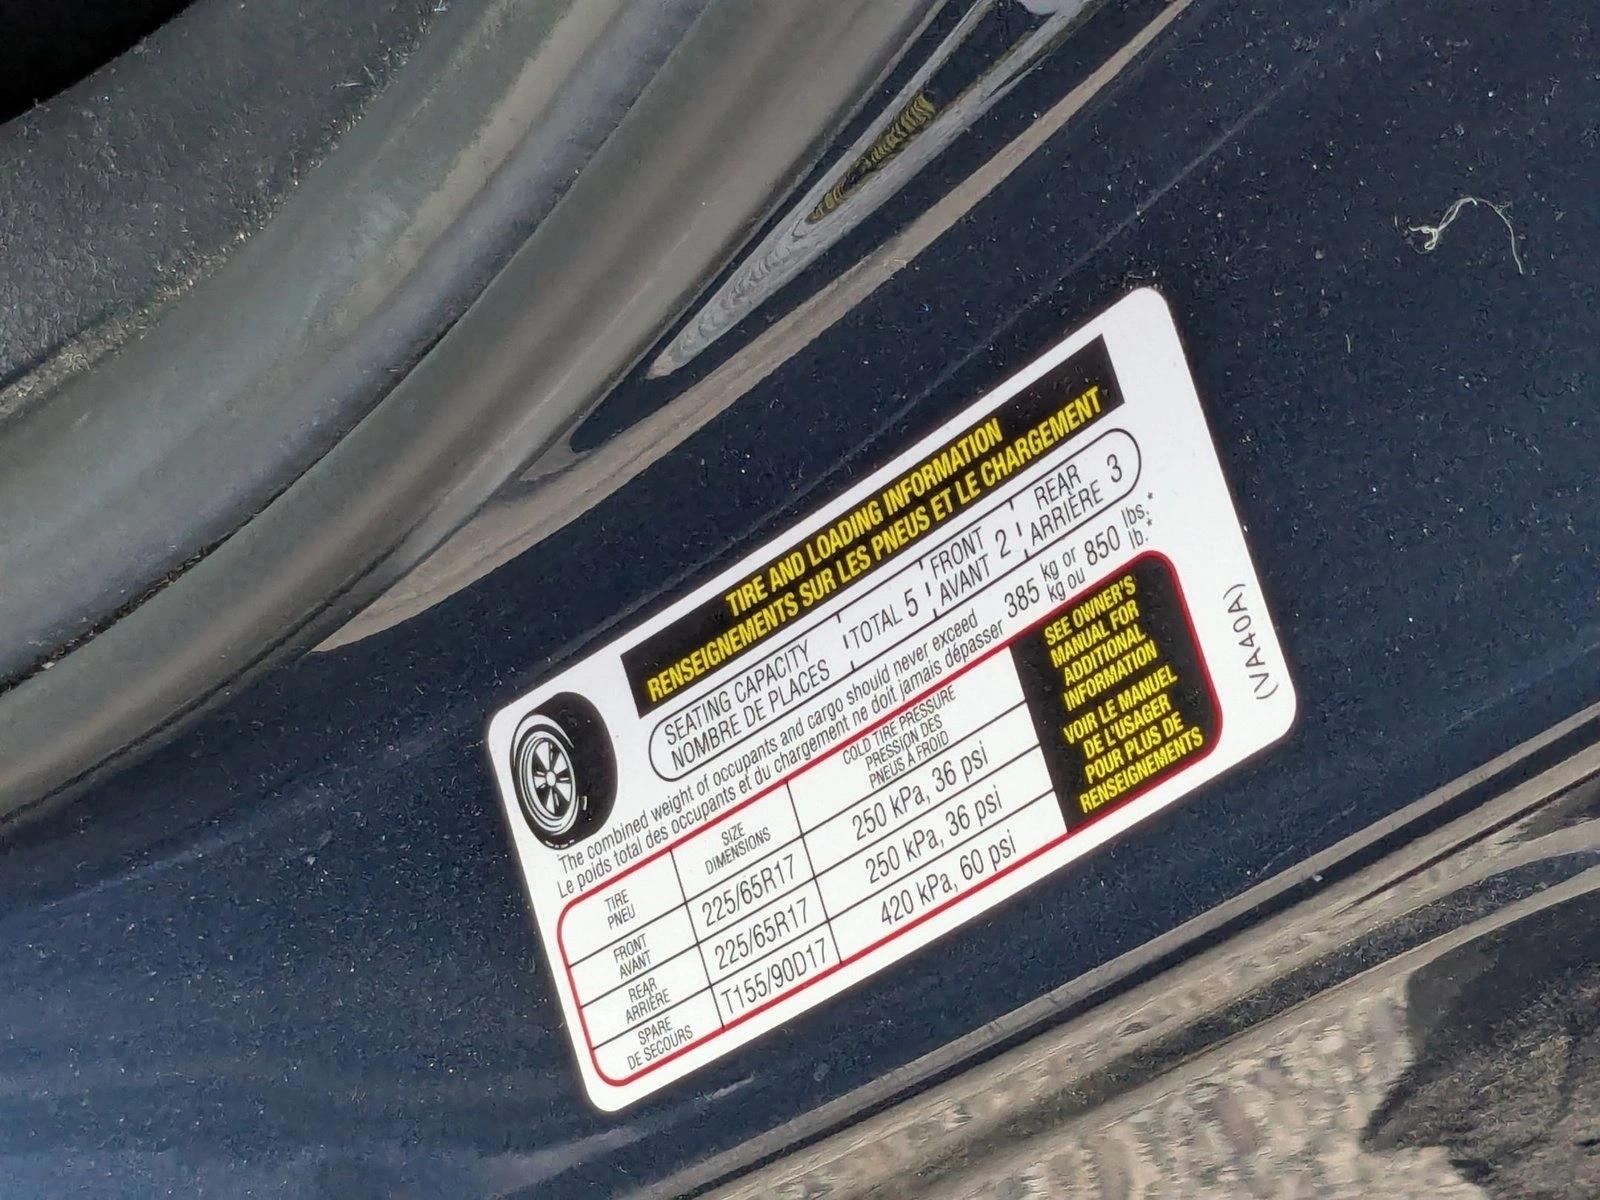 TIRE AND LOADING INFORMATION
RENSEIGNEMENTS SUR LES PNEUS ET LE CHARGEMENT
SEATING CAPACITY
NOMBRE DE PLACES
TOTAL 5
FRONT
AVANT 2
REAR
ARRIÈRE 3
The combined weight of occupants and cargo should never exceed 385 kg or 850 lbs.*
Le poids total des occupants et du chargement ne doit jamais dépasser kg ou lb.*
TIRE
PNEU
SIZE
DIMENSIONS
COLD TIRE PRESSURE
PRESSION DES
PNEUS À FROID
FRONT
AVANT
225/65R17
250 kPa, 36 psi
REAR
ARRIÈRE
225/65R17
250 kPa, 36 psi
SPARE
DE SECOURS
T155/90D17
420 kPa, 60 psi
SEE OWNER'S
MANUAL FOR
ADDITIONAL
INFORMATION
VOIR LE MANUEL
DE L'USAGER
POUR PLUS DE
RENSEIGNEMENTS
(VA40A)